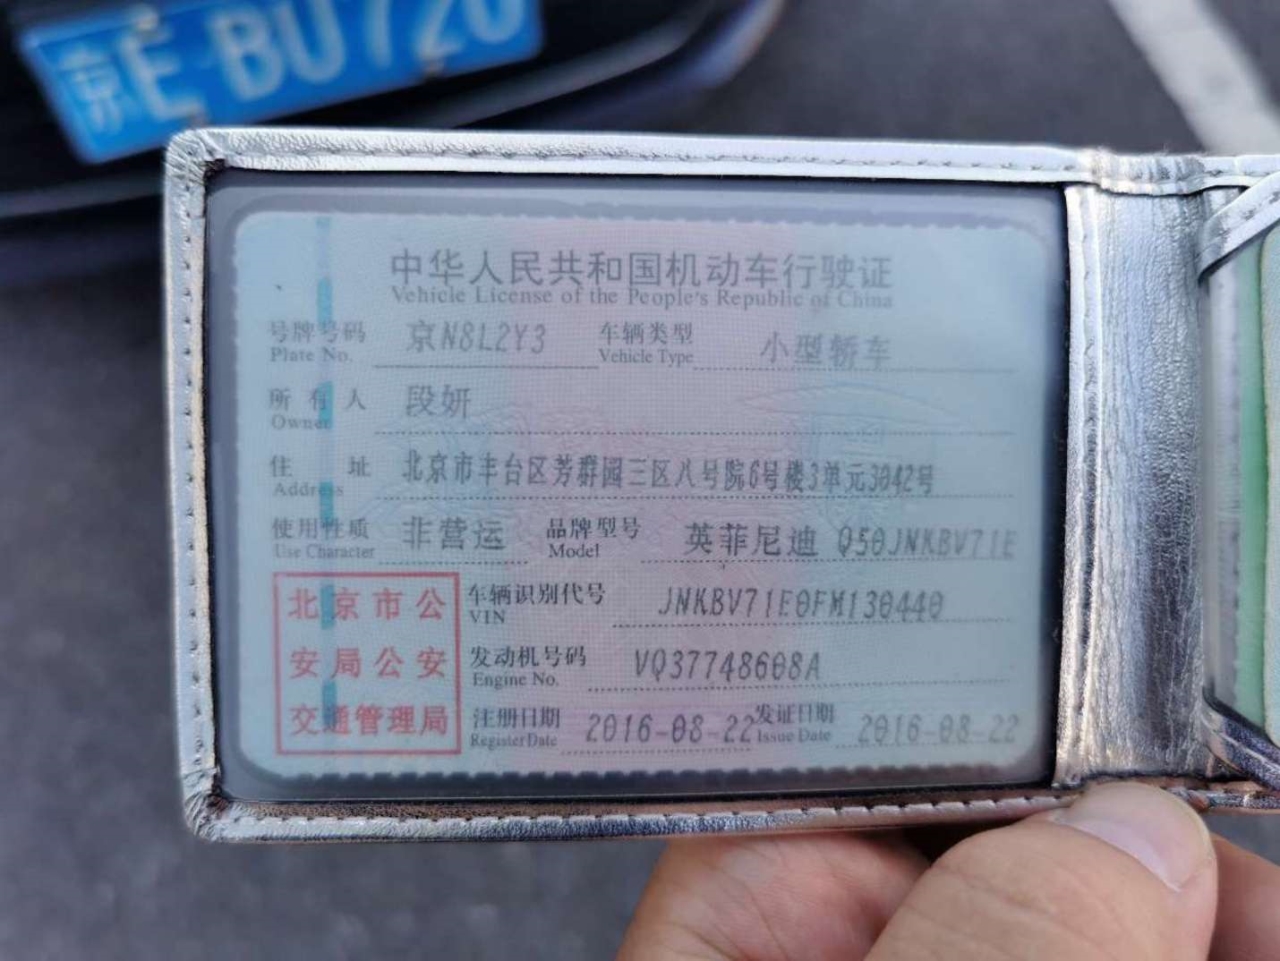 京E·BU720
中华人民共和国机动车行驶证
Vehicle License of the People's Republic of China
号牌号码 京N8L2Y3 车辆类型 小型轿车
Plate No. Vehicle Type
所有人 段妍
Owner
住址 北京市丰台区芳群园三区八号院6号楼3单元3042号
Address
使用性质 非营运 品牌型号 英菲尼迪 Q50JNKBV71E
Use Character Model
车辆识别代号 JNKBV71E0FM130440
VIN
发动机号码 VQ37748608A
Engine No.
注册日期 2016-08-22 发证日期 2016-08-22
Register Date Issue Date
北京市公
安局公安
交通管理局